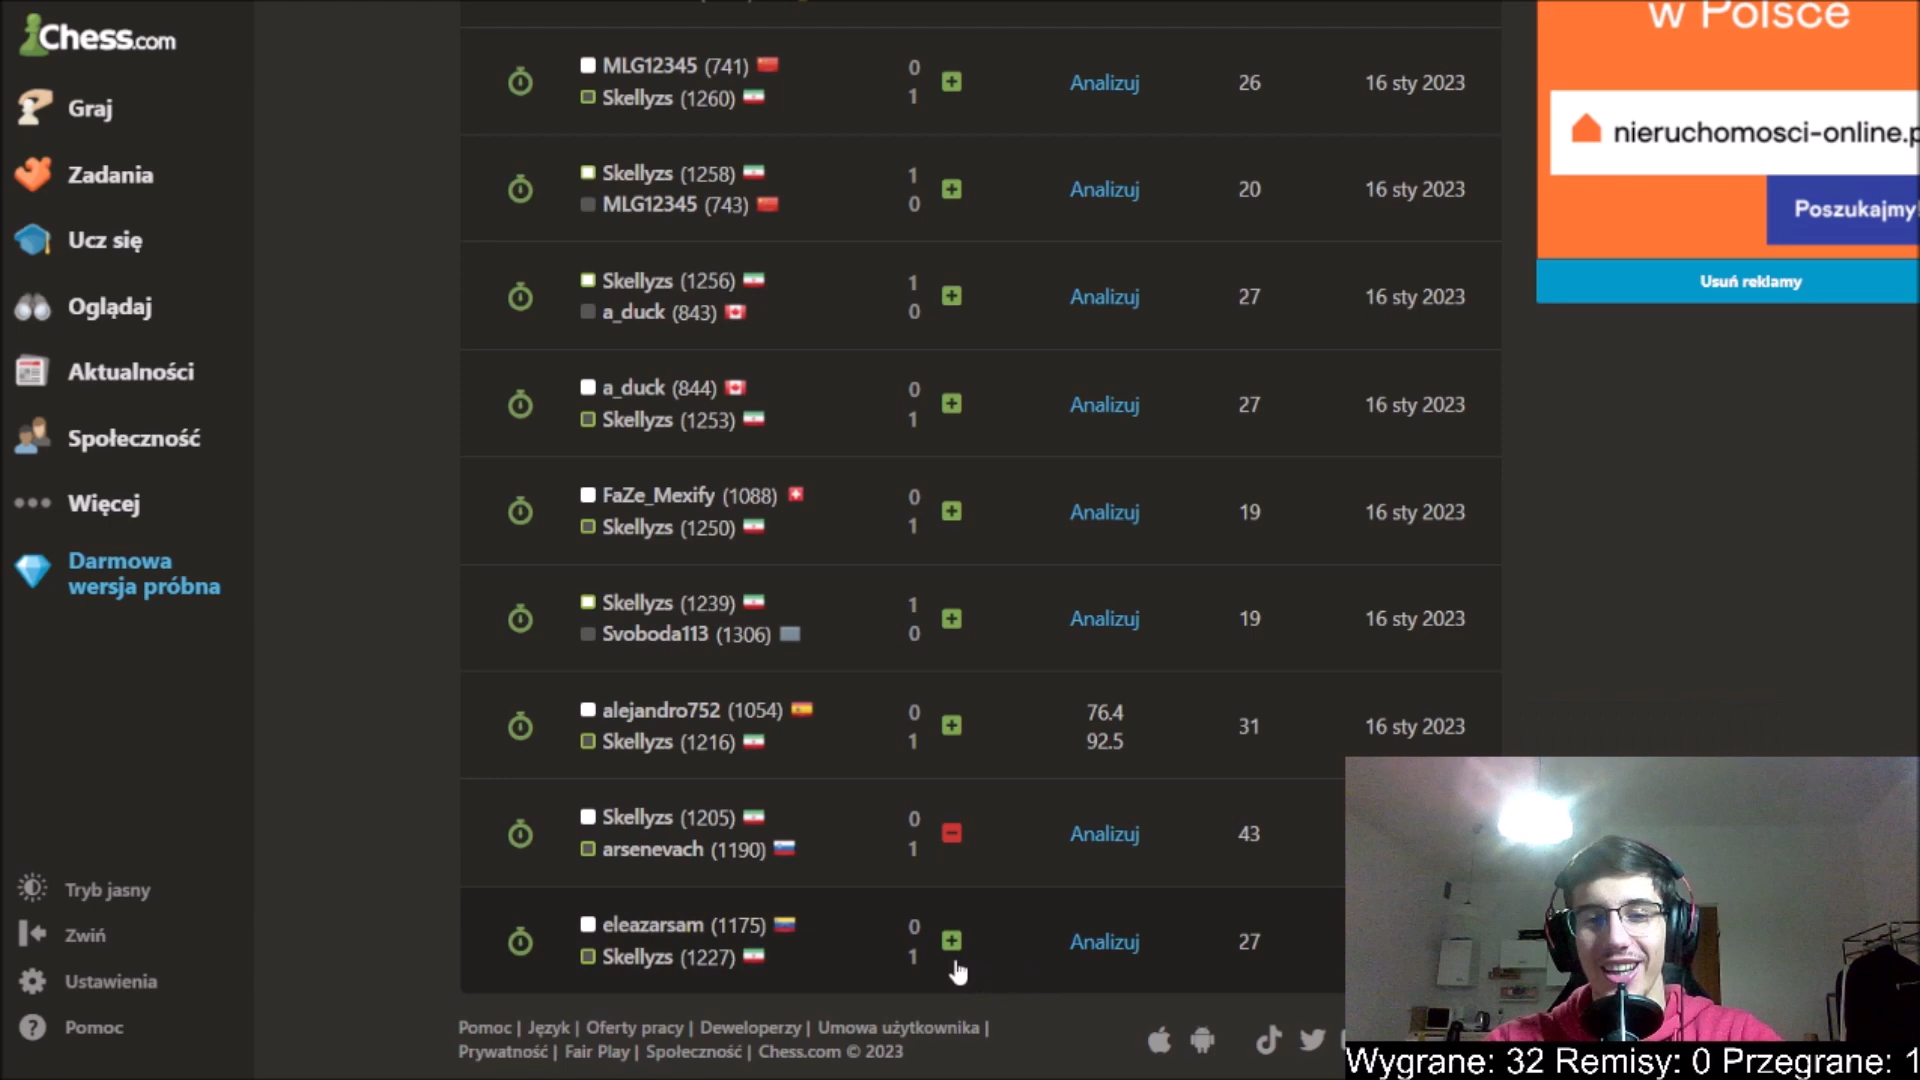 Chess.com
Graj
Zadania
Ucz się
Oglądaj
Aktualności
Społeczność
Więcej
Darmowa
wersja próbna
Tryb jasny
Zwiń
Ustawienia
Pomoc
MLG12345 (741) 0
Skellyzs (1260) 1
Analizuj 26 16 sty 2023
Skellyzs (1258) 1
MLG12345 (743) 0
Analizuj 20 16 sty 2023
Skellyzs (1256) 1
a_duck (843) 0
Analizuj 27 16 sty 2023
a_duck (844) 0
Skellyzs (1253) 1
Analizuj 27 16 sty 2023
FaZe_Mexify (1088) 0
Skellyzs (1250) 1
Analizuj 19 16 sty 2023
Skellyzs (1239) 1
Svoboda113 (1306) 0
Analizuj 19 16 sty 2023
alejandro752 (1054) 0 76.4
Skellyzs (1216) 1 92.5
31 16 sty 2023
Skellyzs (1205) 0
arsenevach (1190) 1
Analizuj 43
eleazarsam (1175) 0
Skellyzs (1227) 1
Analizuj 27
Pomoc | Język | Oferty pracy | Deweloperzy | Umowa użytkownika |
Prywatność | Fair Play | Społeczność | Chess.com © 2023
w Polsce
nieruchomosci-online.p
Poszukajmy!
Usuń reklamy
Wygrane: 32 Remisy: 0 Przegrane: 1